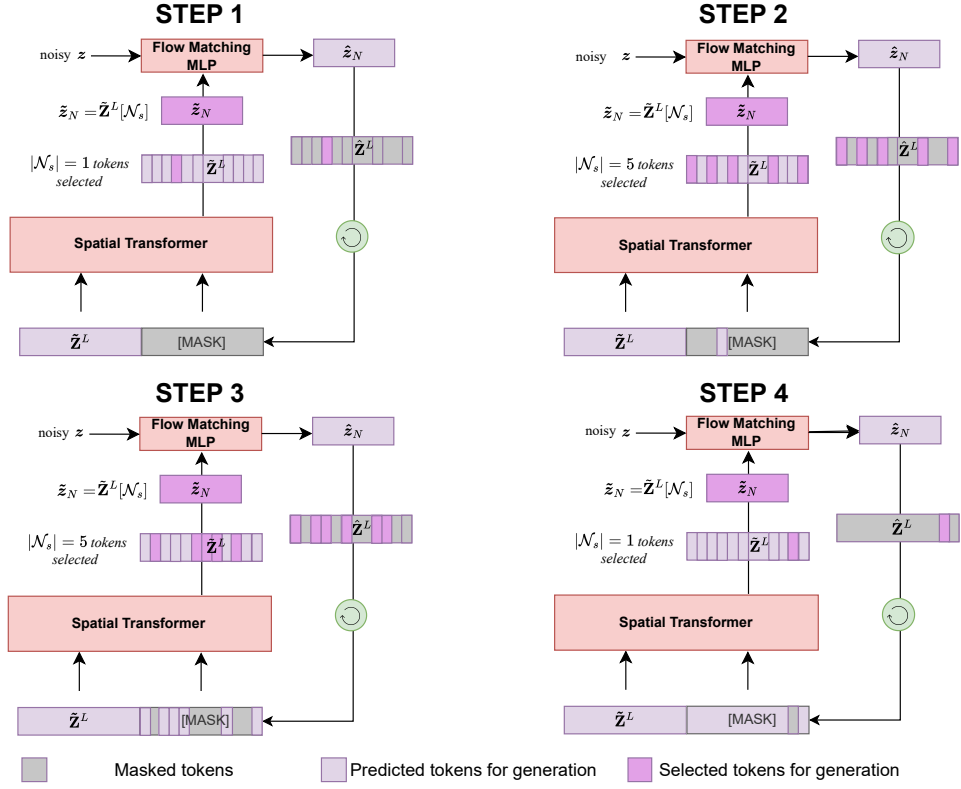 STEP 1
Flow Matching
MLP
noisy z
ẑ_N
z̃_N = Z̃^L[𝒩_s]
z̃_N
|𝒩_s| = 1 tokens
selected
Z̃^L
Ẑ^L
Spatial Transformer
Z̃^L
[MASK]
STEP 2
Flow Matching
MLP
noisy z
ẑ_N
z̃_N = Z̃^L[𝒩_s]
z̃_N
|𝒩_s| = 5 tokens
selected
Z̃^L
Ẑ^L
Spatial Transformer
Z̃^L
[MASK]
STEP 3
Flow Matching
MLP
noisy z
ẑ_N
z̃_N = Z̃^L[𝒩_s]
z̃_N
|𝒩_s| = 5 tokens
selected
Z̃^L
Ẑ^L
Spatial Transformer
Z̃^L
[MASK]
STEP 4
Flow Matching
MLP
noisy z
ẑ_N
z̃_N = Z̃^L[𝒩_s]
z̃_N
|𝒩_s| = 1 tokens
selected
Z̃^L
Ẑ^L
Spatial Transformer
Z̃^L
[MASK]
Masked tokens
Predicted tokens for generation
Selected tokens for generation